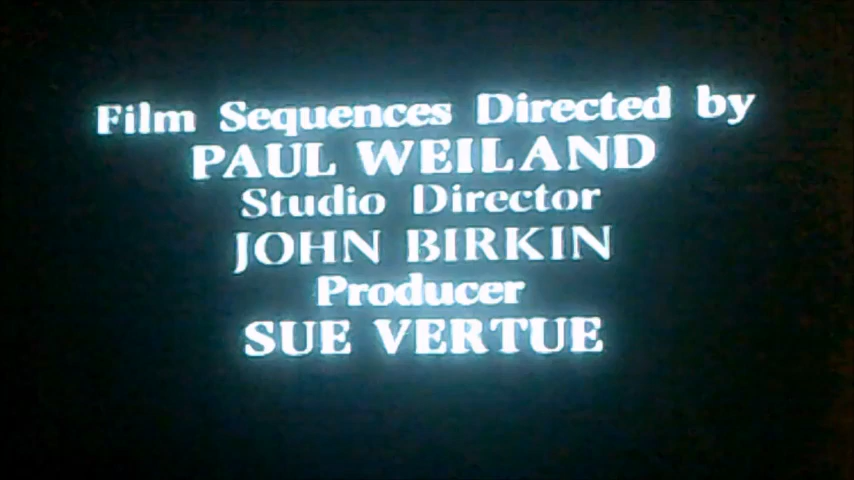 Film Sequences Directed by
PAUL WEILAND
Studio Director
JOHN BIRKIN
Producer
SUE VERTUE